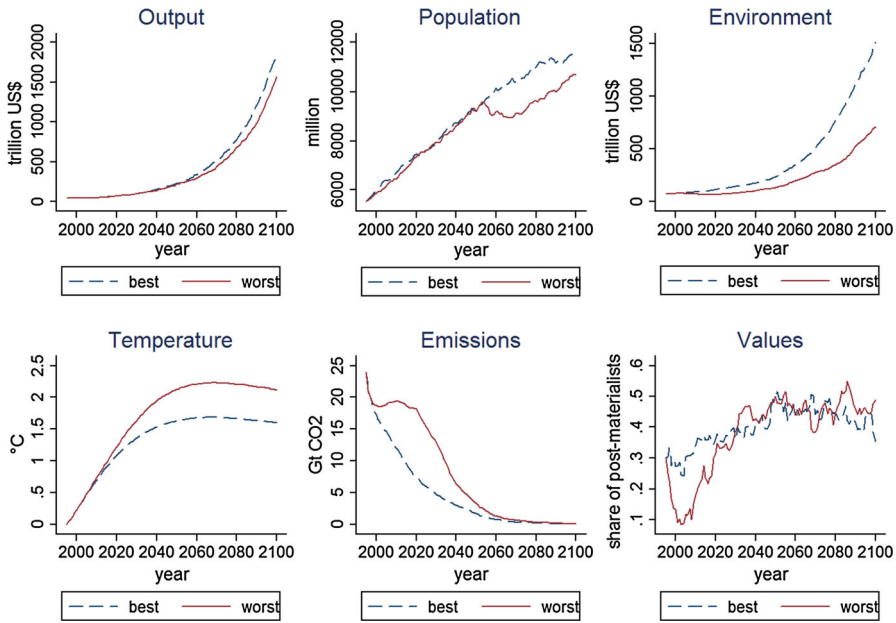 Output
trillion US$
0 500 1000 1500 2000
2000 2020 2040 2060 2080 2100
year
best worst
Population
million
6000 8000 10000 12000
2000 2020 2040 2060 2080 2100
year
best worst
Environment
trillion US$
0 500 1000 1500
2000 2020 2040 2060 2080 2100
year
best worst
Temperature
°C
0 .5 1 1.5 2 2.5
2000 2020 2040 2060 2080 2100
year
best worst
Emissions
Gt CO2
0 5 10 15 20 25
2000 2020 2040 2060 2080 2100
year
best worst
Values
share of post-materialists
.1 .2 .3 .4 .5 .6
2000 2020 2040 2060 2080 2100
year
best worst